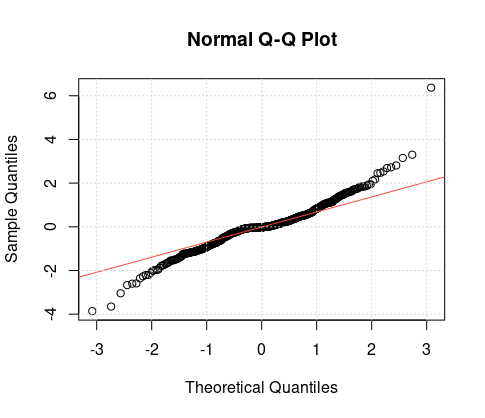 Normal Q-Q Plot
Sample Quantiles
6
4
2
0
-2
-4
-3 -2 -1 0 1 2 3
Theoretical Quantiles